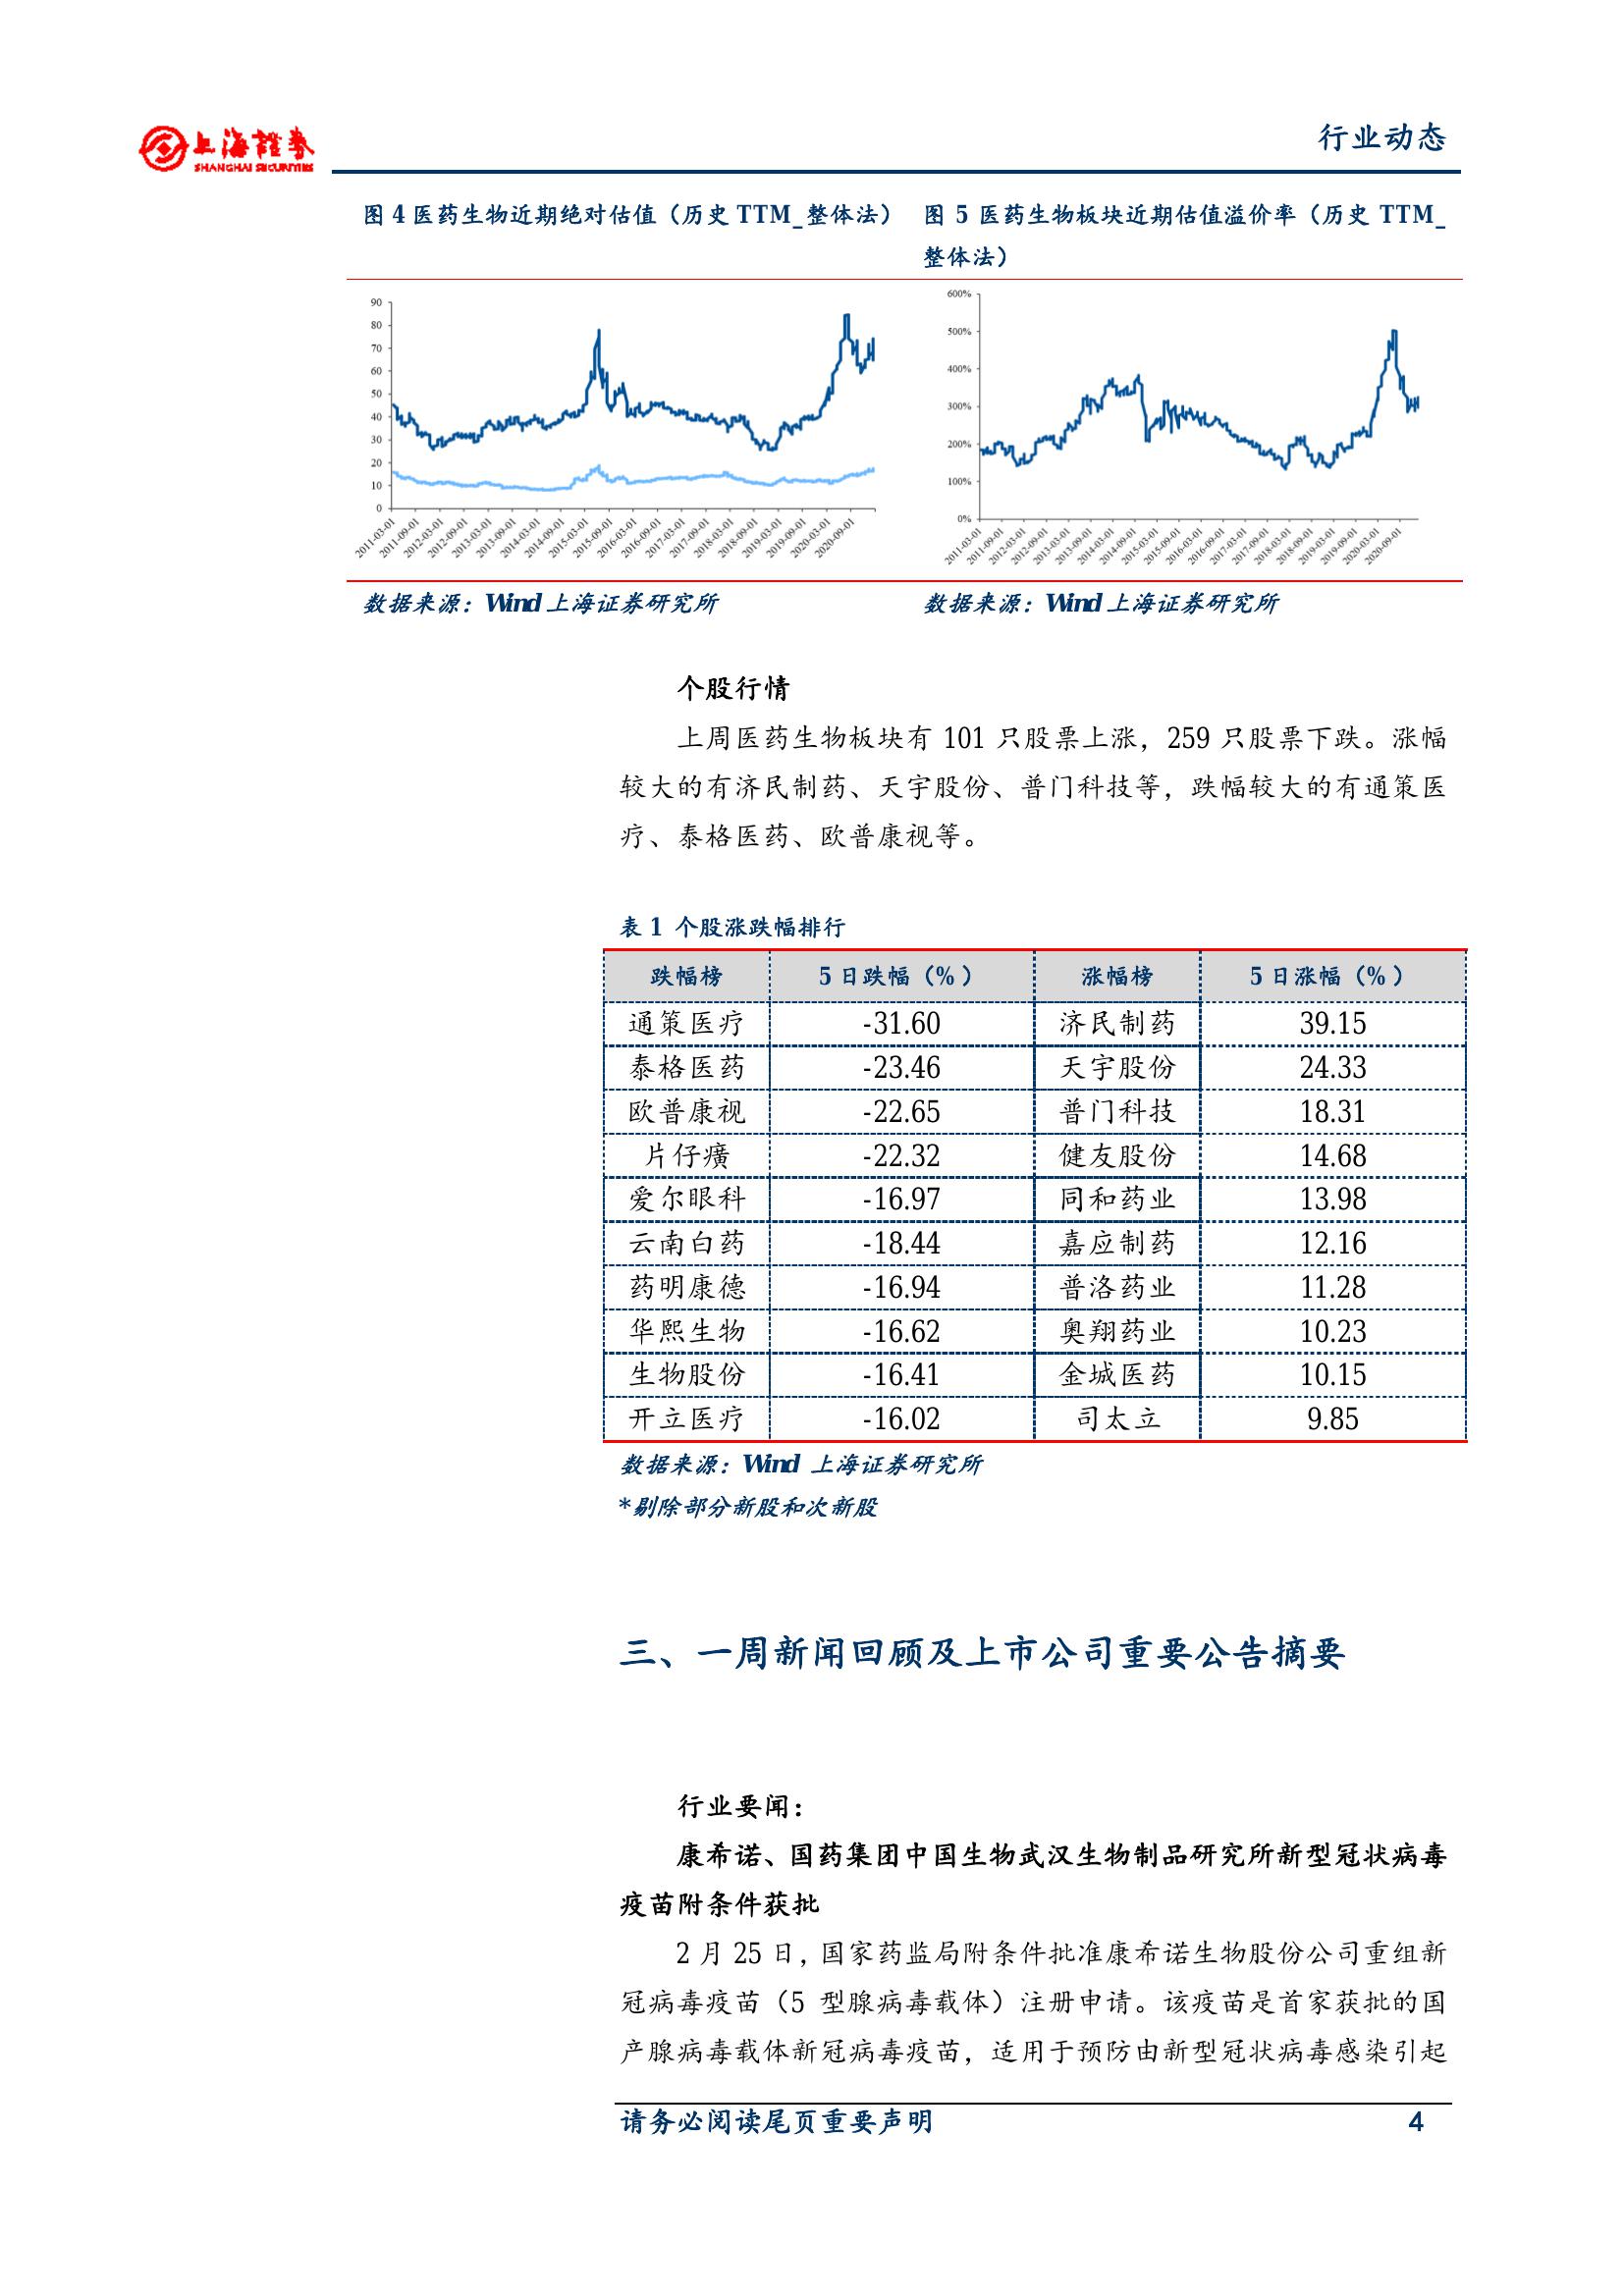 上海證券
SHANGHAI SECURITIES
行业动态
图 4 医药生物近期绝对估值（历史 TTM_整体法）
图 5 医药生物板块近期估值溢价率（历史 TTM_
整体法）
90
80
70
60
50
40
30
20
10
0
2011-03-01
2011-09-01
2012-03-01
2012-09-01
2013-03-01
2013-09-01
2014-03-01
2014-09-01
2015-03-01
2015-09-01
2016-03-01
2016-09-01
2017-03-01
2017-09-01
2018-03-01
2018-09-01
2019-03-01
2019-09-01
2020-03-01
2020-09-01
600%
500%
400%
300%
200%
100%
0%
2011-03-01
2011-09-01
2012-03-01
2012-09-01
2013-03-01
2013-09-01
2014-03-01
2014-09-01
2015-03-01
2015-09-01
2016-03-01
2016-09-01
2017-03-01
2017-09-01
2018-03-01
2018-09-01
2019-03-01
2019-09-01
2020-03-01
2020-09-01
数据来源：Wind 上海证券研究所
数据来源：Wind 上海证券研究所
个股行情
上周医药生物板块有 101 只股票上涨，259 只股票下跌。涨幅
较大的有济民制药、天宇股份、普门科技等，跌幅较大的有通策医
疗、泰格医药、欧普康视等。
表 1 个股涨跌幅排行
跌幅榜 5 日跌幅（%） 涨幅榜 5 日涨幅（%）
通策医疗 -31.60 济民制药 39.15
泰格医药 -23.46 天宇股份 24.33
欧普康视 -22.65 普门科技 18.31
片仔癀 -22.32 健友股份 14.68
爱尔眼科 -16.97 同和药业 13.98
云南白药 -18.44 嘉应制药 12.16
药明康德 -16.94 普洛药业 11.28
华熙生物 -16.62 奥翔药业 10.23
生物股份 -16.41 金城医药 10.15
开立医疗 -16.02 司太立 9.85
数据来源：Wind 上海证券研究所
*剔除部分新股和次新股
三、一周新闻回顾及上市公司重要公告摘要
行业要闻：
康希诺、国药集团中国生物武汉生物制品研究所新型冠状病毒
疫苗附条件获批
2 月 25 日，国家药监局附条件批准康希诺生物股份公司重组新
冠病毒疫苗（5 型腺病毒载体）注册申请。该疫苗是首家获批的国
产腺病毒载体新冠病毒疫苗，适用于预防由新型冠状病毒感染引起
请务必阅读尾页重要声明 4